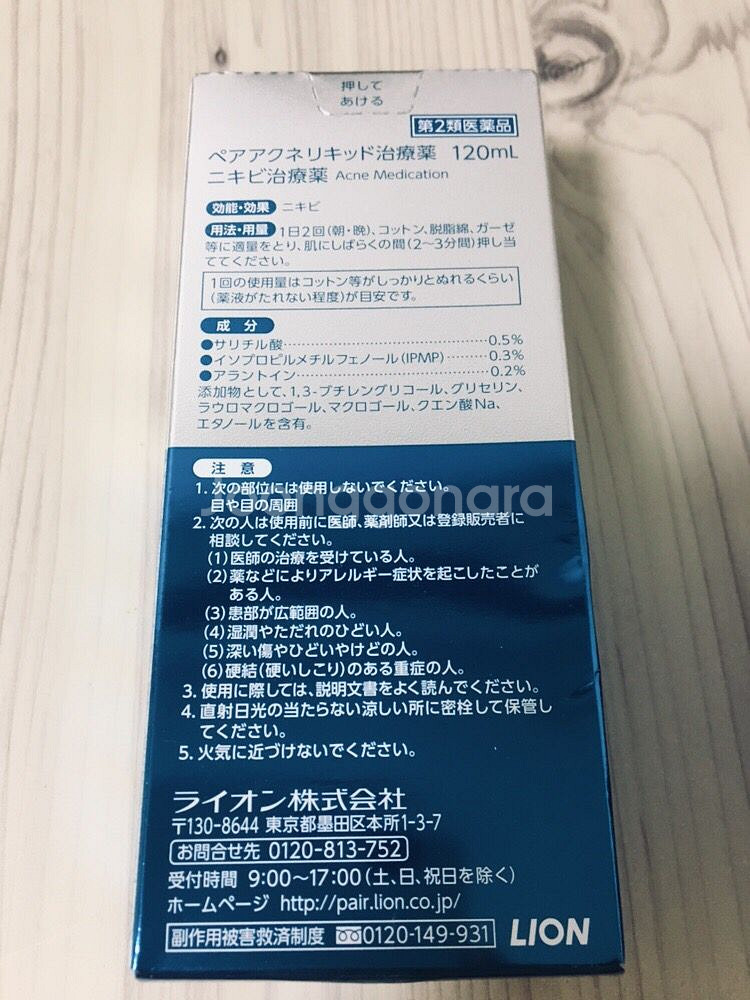 押して
あける
第2類医薬品
ペアアクネリキッド治療薬 120mL
ニキビ治療薬 Acne Medication
効能・効果 ニキビ
用法・用量 1日2回(朝・晩)、コットン、脱脂綿、ガーゼ
等に適量をとり、肌にしばらくの間(2〜3分間)押し当
ててください。
1回の使用量はコットン等がしっかりとぬれるくらい
(薬液がたれない程度)が目安です。
成分
●サリチル酸……………………………0.5%
●イソプロピルメチルフェノール(IPMP)………0.3%
●アラントイン……………………………0.2%
添加物として、1,3-ブチレングリコール、グリセリン、
ラウロマクロゴール、マクロゴール、クエン酸Na、
エタノールを含有。
注意
1. 次の部位には使用しないでください。
目や目の周囲
Joonggonara
2. 次の人は使用前に医師、薬剤師又は登録販売者に
相談してください。
(1)医師の治療を受けている人。
(2)薬などによりアレルギー症状を起こしたことが
ある人。
(3)患部が広範囲の人。
(4)湿潤やただれのひどい人。
(5)深い傷やひどいやけどの人。
(6)硬結(硬いしこり)のある重症の人。
3. 使用に際しては、説明文書をよく読んでください。
4. 直射日光の当たらない涼しい所に密栓して保管し
てください。
5. 火気に近づけないでください。
ライオン株式会社
〒130-8644 東京都墨田区本所1-3-7
お問合せ先 0120-813-752
受付時間 9:00〜17:00(土、日、祝日を除く)
ホームページ http://pair.lion.co.jp/
副作用被害救済制度 0120-149-931
LION